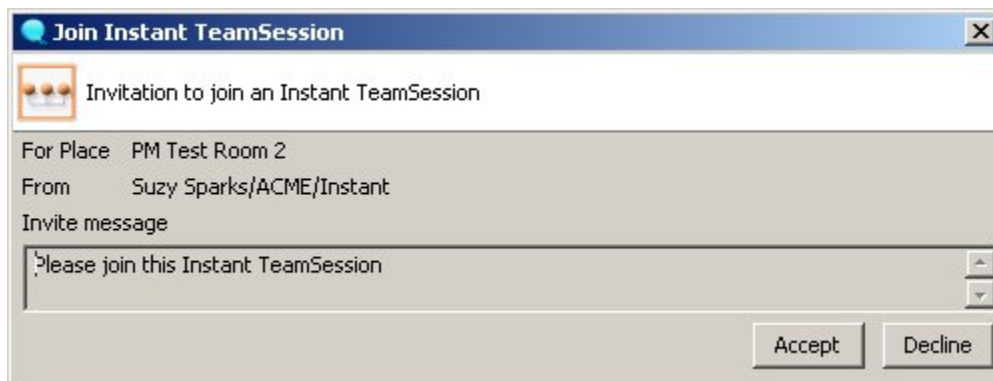 Join Instant TeamSession
Invitation to join an Instant TeamSession
For Place PM Test Room 2
From Suzy Sparks/ACME/Instant
Invite message
Please join this Instant TeamSession
Accept Decline